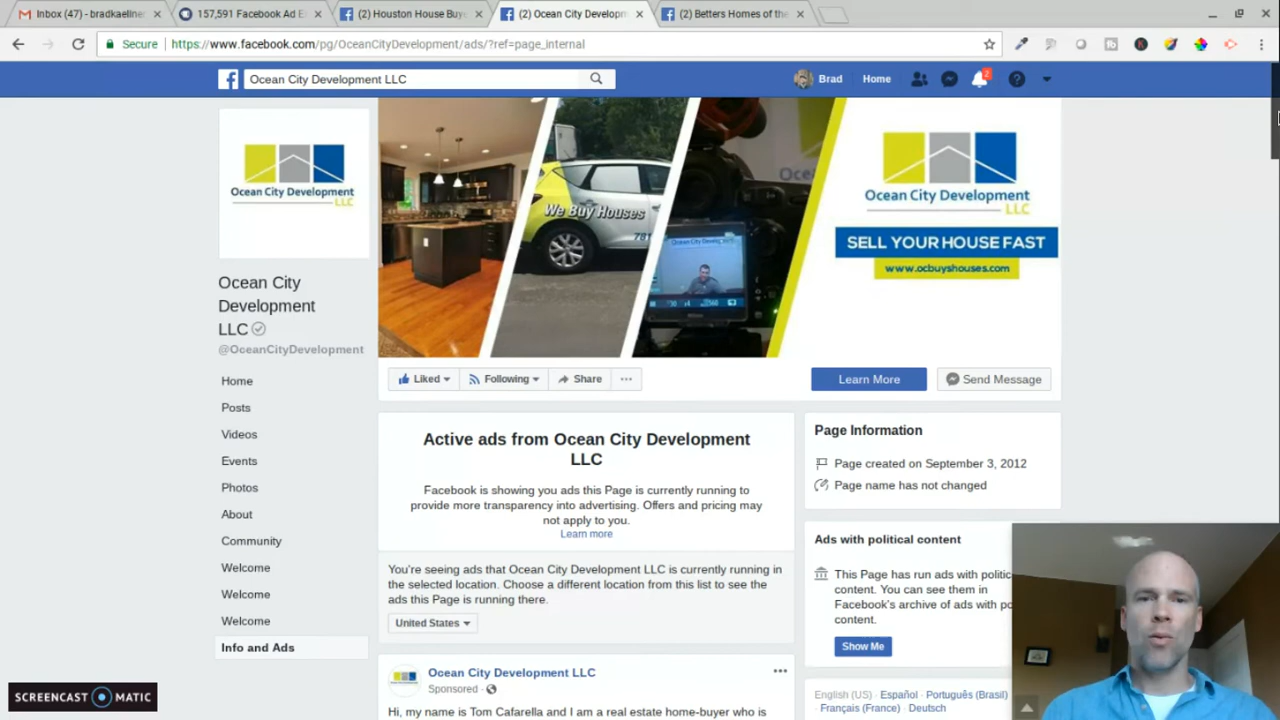 Inbox (47) - bradkaellner
157,591 Facebook Ad E
(2) Houston House Buye
(2) Ocean City Developm
(2) Betters Homes of the
Secure
https://www.facebook.com/pg/OceanCityDevelopment/ads/?ref=page_internal
Ocean City Development LLC
Brad
Home
2
Ocean City Development
LLC
We Buy Houses
781
Ocean City Development
LLC
SELL YOUR HOUSE FAST
www.ocbuyshouses.com
Ocean City
Development
LLC
@OceanCityDevelopment
Home
Posts
Videos
Events
Photos
About
Community
Welcome
Welcome
Welcome
Info and Ads
Liked
Following
Share
Learn More
Send Message
Active ads from Ocean City Development
LLC
Facebook is showing you ads this Page is currently running to
provide more transparency into advertising. Offers and pricing may
not apply to you.
Learn more
You're seeing ads that Ocean City Development LLC is currently running in
the selected location. Choose a different location from this list to see the
ads this Page is running there.
United States
Ocean City Development LLC
Sponsored
Hi, my name is Tom Cafarella and I am a real estate home-buyer who is
Page Information
Page created on September 3, 2012
Page name has not changed
Ads with political content
This Page has run ads with politic
content. You can see them in
Facebook's archive of ads with po
content.
Show Me
English (US) · Español · Português (Brasil)
· Français (France) · Deutsch
SCREENCAST MATIC